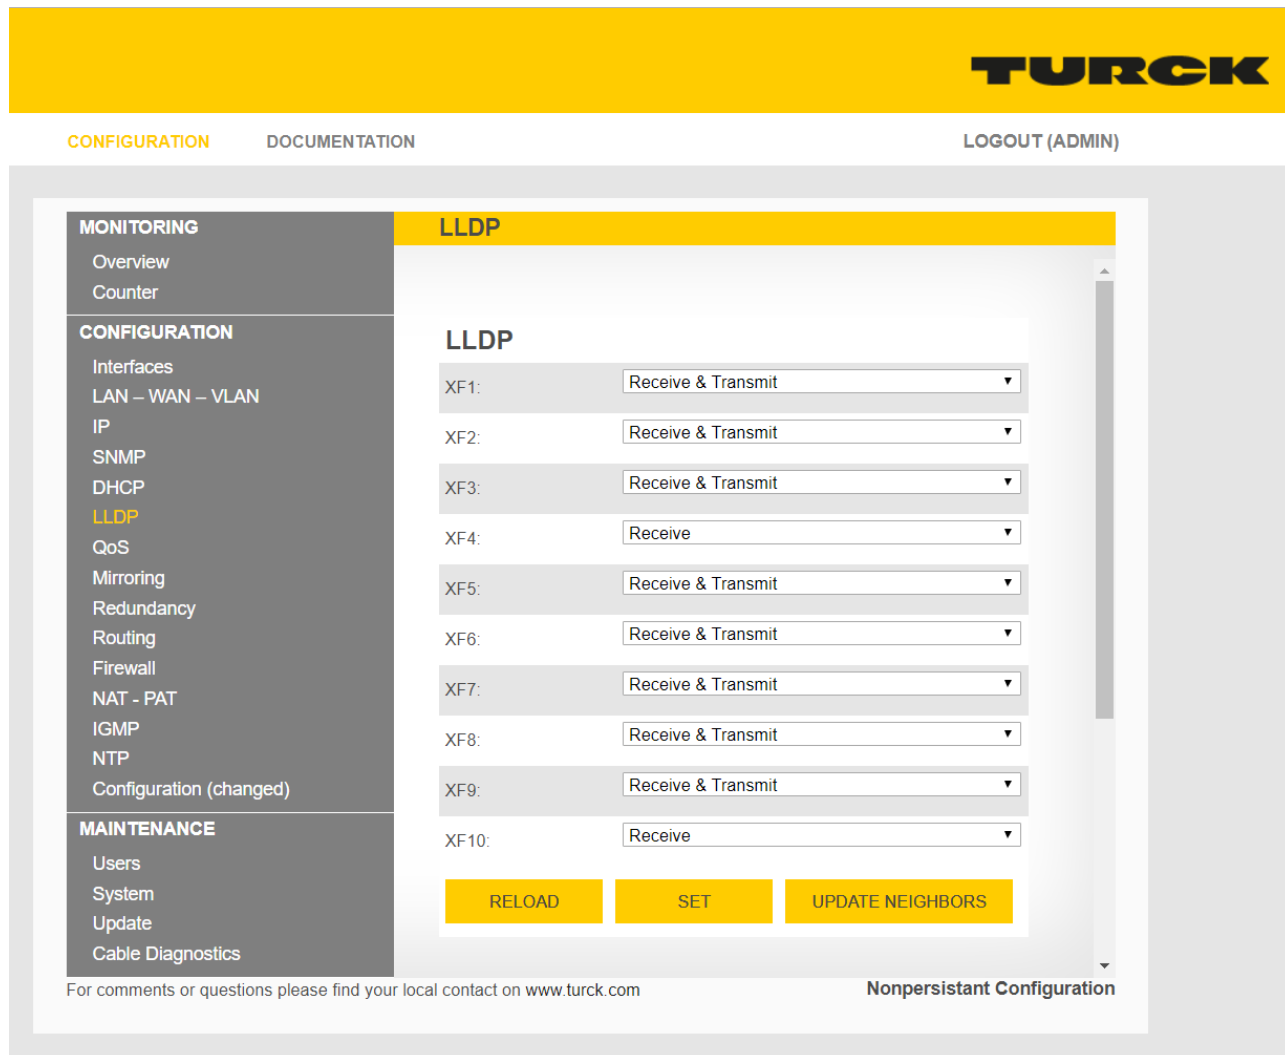 TURCK
CONFIGURATION DOCUMENTATION LOGOUT (ADMIN)
MONITORING
Overview
Counter
CONFIGURATION
Interfaces
LAN – WAN – VLAN
IP
SNMP
DHCP
LLDP
QoS
Mirroring
Redundancy
Routing
Firewall
NAT - PAT
IGMP
NTP
Configuration (changed)
MAINTENANCE
Users
System
Update
Cable Diagnostics
LLDP
LLDP
XF1: Receive & Transmit
XF2: Receive & Transmit
XF3: Receive & Transmit
XF4: Receive
XF5: Receive & Transmit
XF6: Receive & Transmit
XF7: Receive & Transmit
XF8: Receive & Transmit
XF9: Receive & Transmit
XF10: Receive
RELOAD SET UPDATE NEIGHBORS
For comments or questions please find your local contact on www.turck.com Nonpersistant Configuration